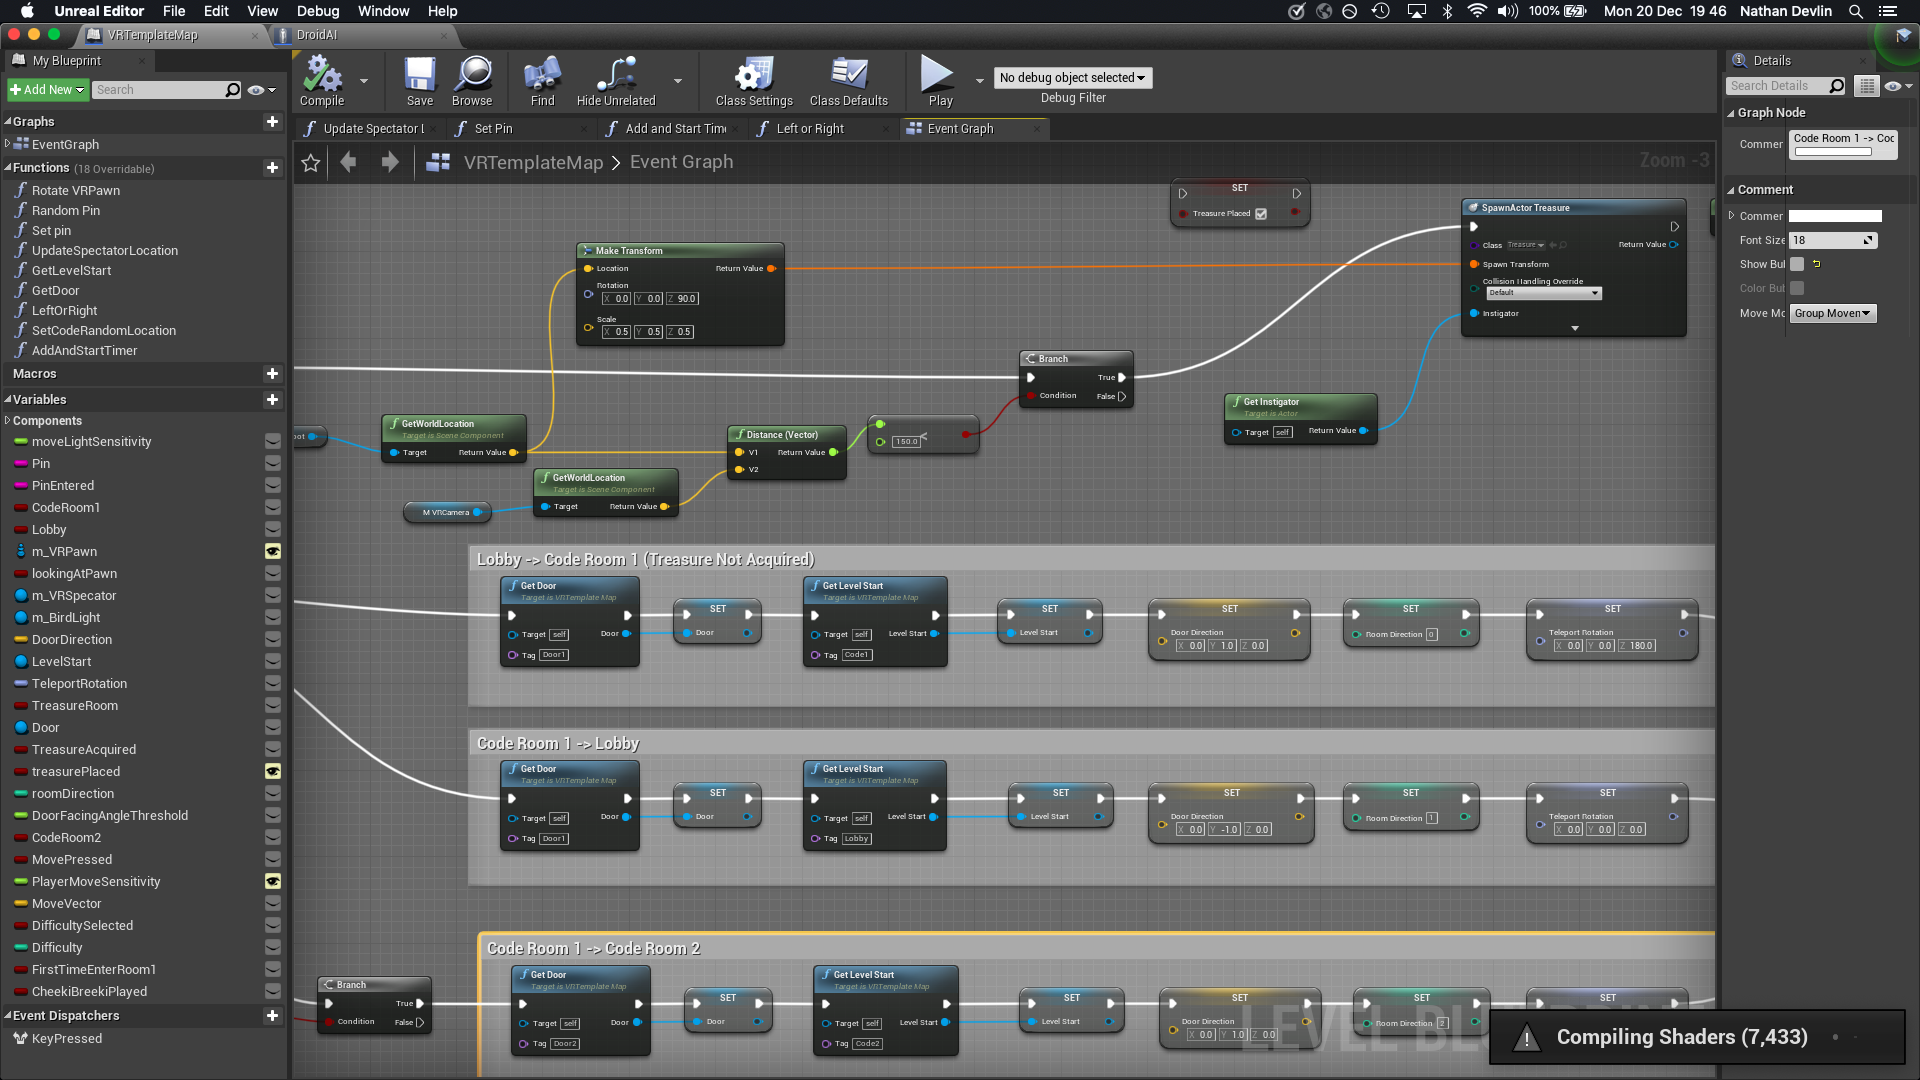 Unreal Editor File Edit View Debug Window Help
100% Mon 20 Dec 19 46 Nathan Devlin
VRTemplateMap
DroidAI
My Blueprint
Details
Add New
Search
Compile
Save
Browse
Find
Hide Unrelated
Class Settings
Class Defaults
Play
No debug object selected
Debug Filter
Search Details
Graphs
EventGraph
Functions (18 Overridable)
Rotate VRPawn
Random Pin
Set pin
UpdateSpectatorLocation
GetLevelStart
GetDoor
LeftOrRight
SetCodeRandomLocation
AddAndStartTimer
Macros
Variables
Components
moveLightSensitivity
Pin
PinEntered
CodeRoom1
Lobby
m_VRPawn
lookingAtPawn
m_VRSpecator
m_BirdLight
DoorDirection
LevelStart
TeleportRotation
TreasureRoom
Door
TreasureAcquired
treasurePlaced
roomDirection
DoorFacingAngleThreshold
CodeRoom2
MovePressed
PlayerMoveSensitivity
MoveVector
DifficultySelected
Difficulty
FirstTimeEnterRoom1
CheekiBreekiPlayed
Event Dispatchers
KeyPressed
Update Spectator L
Set Pin
Add and Start Time
Left or Right
Event Graph
VRTemplateMap > Event Graph
Zoom -3
SET
Treasure Placed
SpawnActor Treasure
Class Treasure
Return Value
Spawn Transform
Collision Handling Override
Default
Instigator
Make Transform
Location Return Value
Rotation
X 0.0 Y 0.0 Z 90.0
Scale
X 0.5 Y 0.5 Z 0.5
Branch
True
Condition False
Get Instigator
Target is Actor
Target self Return Value
oot
GetWorldLocation
Target is Scene Component
Target Return Value
Distance (Vector)
V1 Return Value
V2
150.0 <
GetWorldLocation
Target is Scene Component
Target Return Value
M VRCamera
Lobby -> Code Room 1 (Treasure Not Acquired)
Get Door
Target is VRTemplate Map
Target self Door
Tag Door1
SET
Door
Get Level Start
Target is VRTemplate Map
Target self Level Start
Tag Code1
SET
Level Start
SET
Door Direction
X 0.0 Y 1.0 Z 0.0
SET
Room Direction 0
SET
Teleport Rotation
X 0.0 Y 0.0 Z 180.0
Code Room 1 -> Lobby
Get Door
Target is VRTemplate Map
Target self Door
Tag Door1
SET
Door
Get Level Start
Target is VRTemplate Map
Target self Level Start
Tag Lobby
SET
Level Start
SET
Door Direction
X 0.0 Y -1.0 Z 0.0
SET
Room Direction 1
SET
Teleport Rotation
X 0.0 Y 0.0 Z 0.0
Code Room 1 -> Code Room 2
Branch
True
Condition False
Get Door
Target is VRTemplate Map
Target self Door
Tag Door2
SET
Door
Get Level Start
Target is VRTemplate Map
Target self Level Start
Tag Code2
SET
Level Start
SET
Door Direction
X 0.0 Y 1.0 Z 0.0
SET
Room Direction 2
SET
Compiling Shaders (7,433)
Graph Node
Commer Code Room 1 -> Coc
Comment
Commer
Font Size 18
Show Bul
Color Bub
Move Mc Group Movem